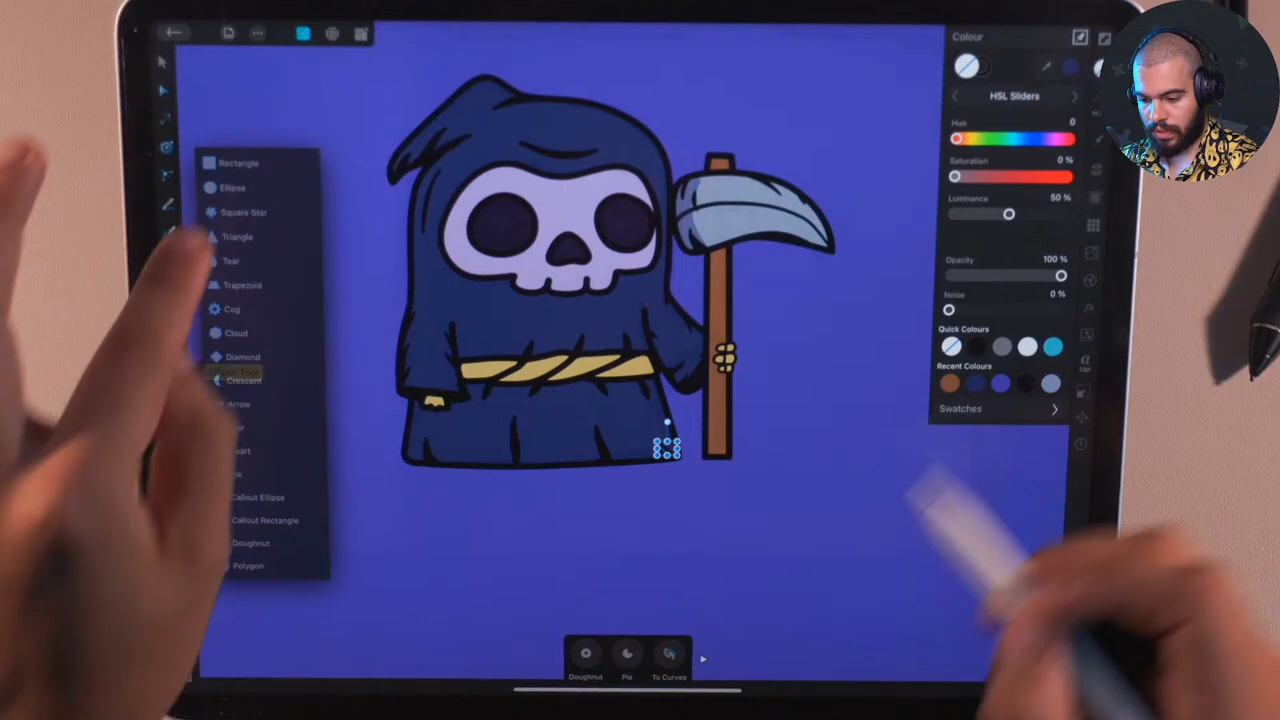 Colour
HSL Sliders
Hue
0
Saturation
0 %
Luminance
50 %
Opacity
100 %
Noise
0 %
Quick Colours
Recent Colours
Swatches
Rectangle
Ellipse
Square Star
Triangle
Tear
Trapezoid
Cog
Cloud
Diamond
Crescent
Arrow
Callout Ellipse
Callout Rectangle
Doughnut
Polygon
Doughnut
Pie
To Curves